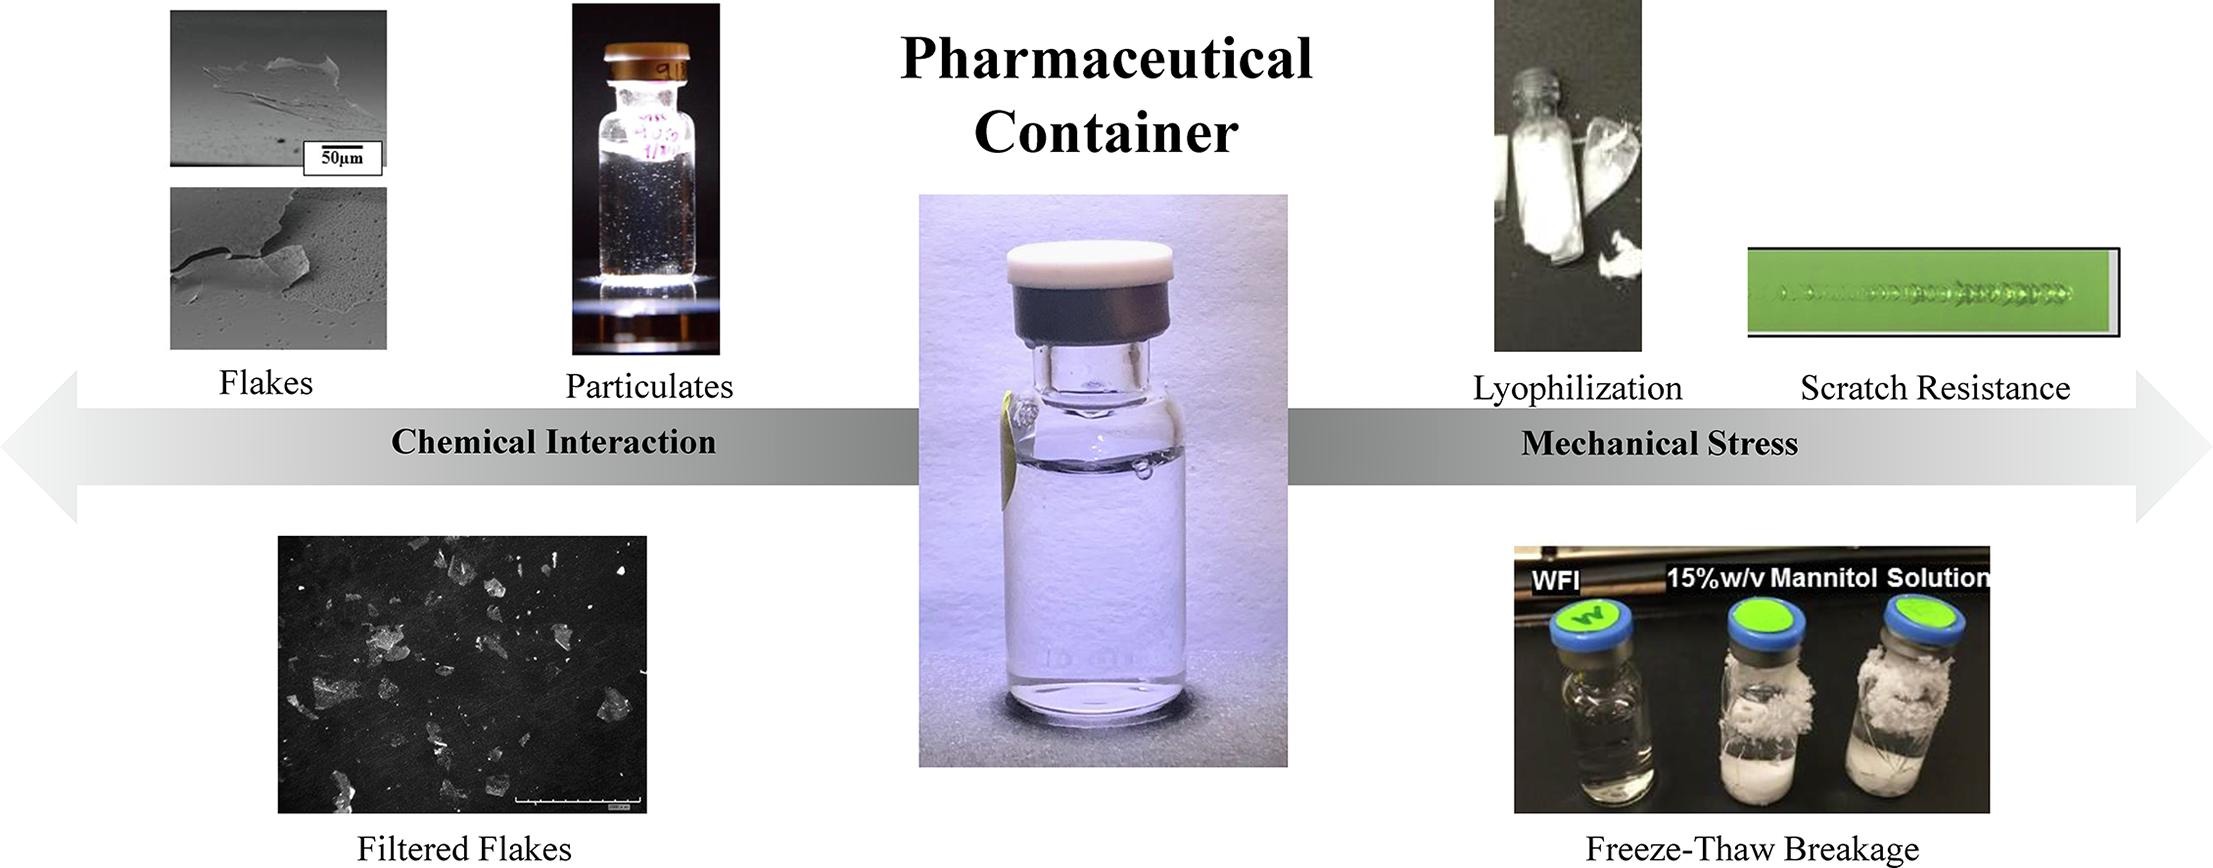 Pharmaceutical
Container
50µm
Flakes
Particulates
Lyophilization
Scratch Resistance
Chemical Interaction
Mechanical Stress
WFI
15%w/v Mannitol Solution
W
Filtered Flakes
Freeze-Thaw Breakage